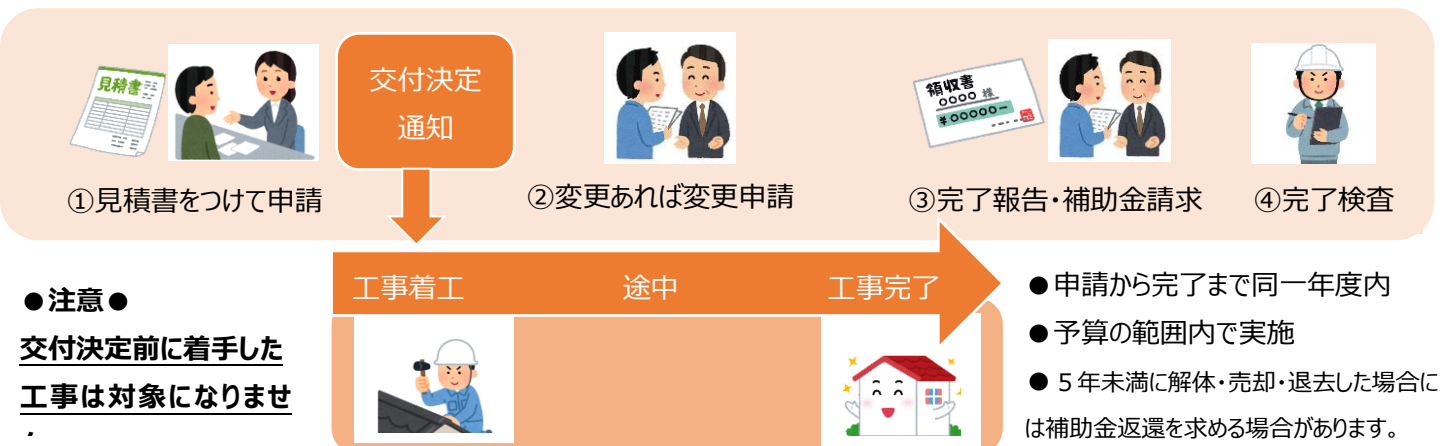 見積書
交付決定
通知
領収書
0000 様
¥00000-
①見積書をつけて申請
②変更あれば変更申請
③完了報告・補助金請求
④完了検査
工事着工
途中
工事完了
●注意●
交付決定前に着手した
工事は対象になりませ
●申請から完了まで同一年度内
●予算の範囲内で実施
●５年未満に解体・売却・退去した場合に
は補助金返還を求める場合があります。